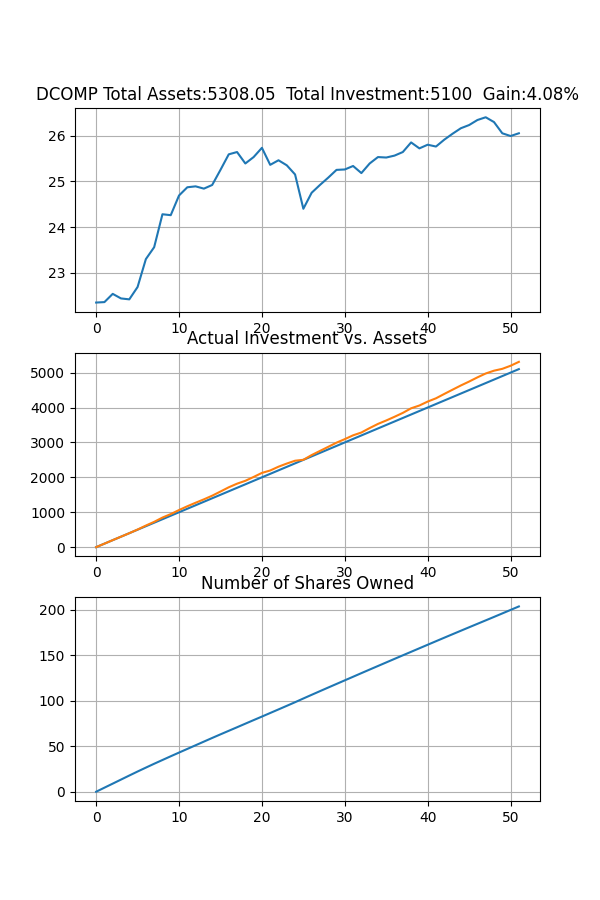 DCOMP Total Assets:5308.05  Total Investment:5100  Gain:4.08%
26
25
24
23
0 10 20 30 40 50
Actual Investment vs. Assets
5000
4000
3000
2000
1000
0
0 10 20 30 40 50
Number of Shares Owned
200
150
100
50
0
0 10 20 30 40 50